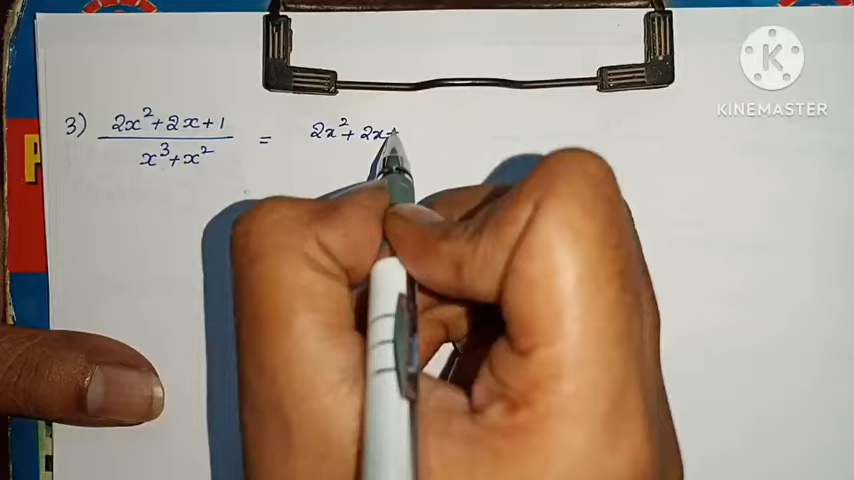 3) (2x²+2x+1)/(x³+x²) = 2x²+2x+
KINEMASTER